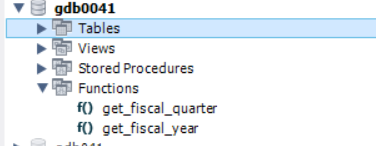 gdb0041
Tables
Views
Stored Procedures
Functions
f() get_fiscal_quarter
f() get_fiscal_year